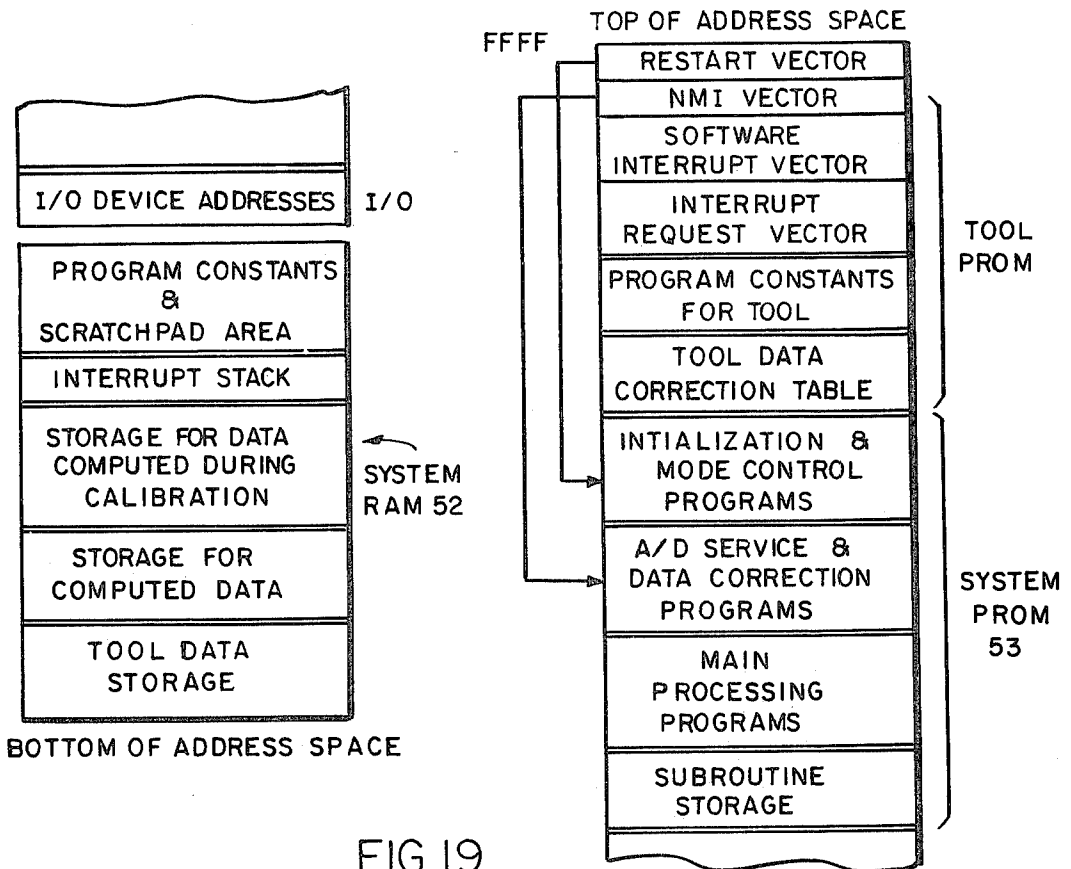 I/O DEVICE ADDRESSES
I/O
PROGRAM CONSTANTS
&
SCRATCHPAD AREA
INTERRUPT STACK
STORAGE FOR DATA
COMPUTED DURING
CALIBRATION
SYSTEM
RAM 52
STORAGE FOR
COMPUTED DATA
TOOL DATA
STORAGE
BOTTOM OF ADDRESS SPACE
TOP OF ADDRESS SPACE
FFFF
RESTART VECTOR
NMI VECTOR
SOFTWARE
INTERRUPT VECTOR
INTERRUPT
REQUEST VECTOR
PROGRAM CONSTANTS
FOR TOOL
TOOL DATA
CORRECTION TABLE
TOOL
PROM
INTIALIZATION &
MODE CONTROL
PROGRAMS
A/D SERVICE &
DATA CORRECTION
PROGRAMS
MAIN
PROCESSING
PROGRAMS
SUBROUTINE
STORAGE
SYSTEM
PROM
53
FIG.19